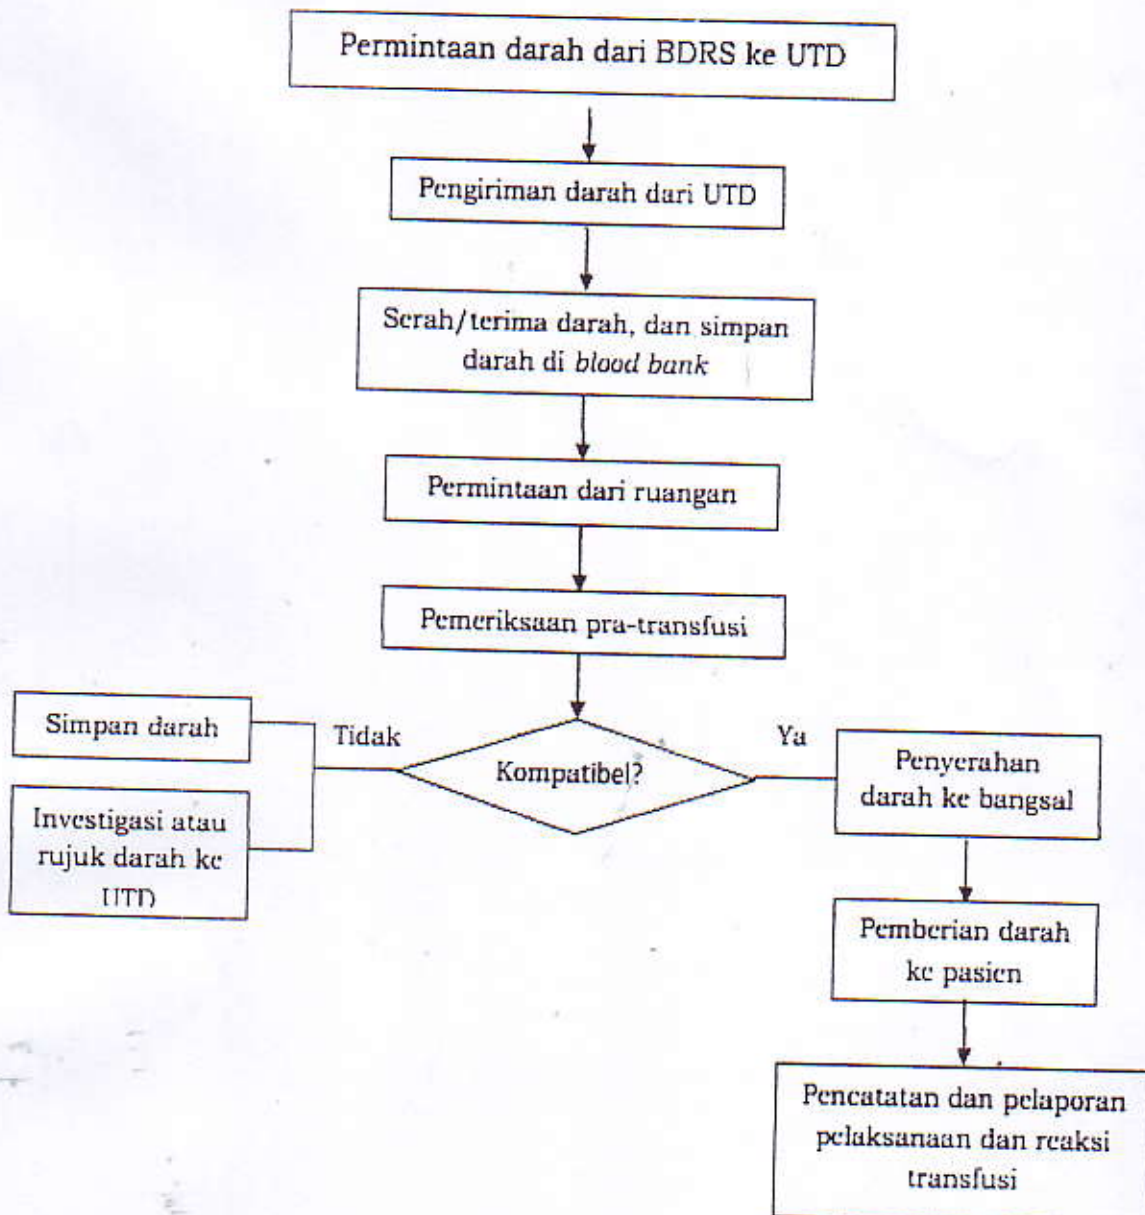 Permintaan darah dari BDRS ke UTD
Pengiriman darah dari UTD
Serah/terima darah, dan simpan
darah di blood bank
Permintaan dari ruangan
Pemeriksaan pra-transfusi
Simpan darah
Tidak
Kompatibel?
Ya
Penyerahan
darah ke bangsal
Investigasi atau
rujuk darah ke
UTD
Pemberian darah
ke pasien
Pencatatan dan pelaporan
pelaksanaan dan reaksi
transfusi